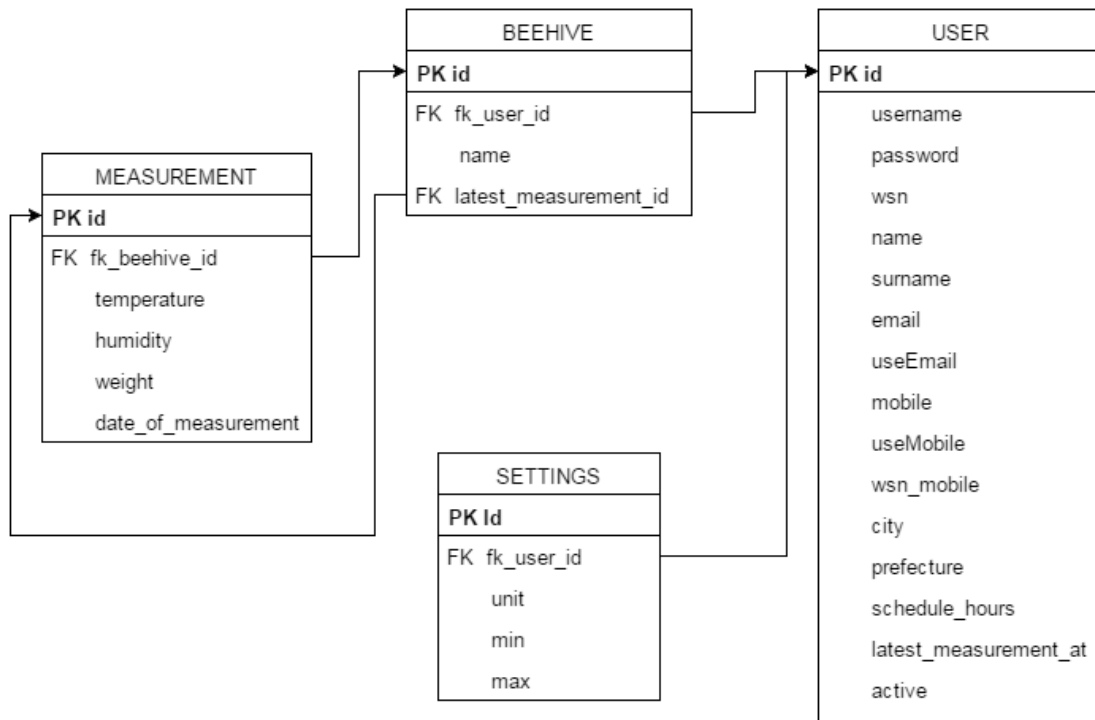 BEEHIVE
PK id
FK fk_user_id
name
FK latest_measurement_id
USER
PK id
username
password
wsn
name
surname
email
useEmail
mobile
useMobile
wsn_mobile
city
prefecture
schedule_hours
latest_measurement_at
active
MEASUREMENT
PK id
FK fk_beehive_id
temperature
humidity
weight
date_of_measurement
SETTINGS
PK Id
FK fk_user_id
unit
min
max